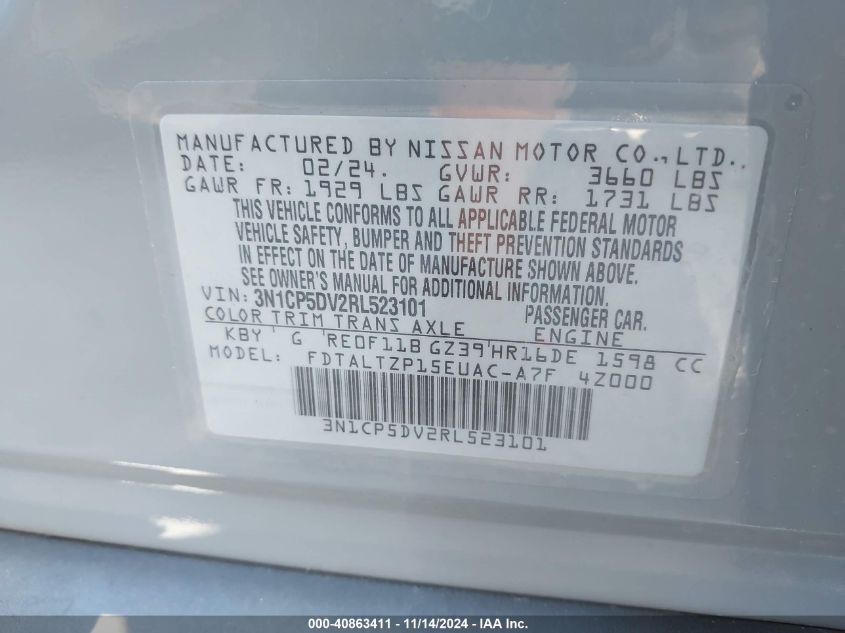 MANUFACTURED BY NISSAN MOTOR CO.,LTD..
DATE: 02/24. GVWR: 3660 LBS
GAWR FR: 1929 LBS GAWR RR: 1731 LBS
THIS VEHICLE CONFORMS TO ALL APPLICABLE FEDERAL MOTOR
VEHICLE SAFETY, BUMPER AND THEFT PREVENTION STANDARDS
IN EFFECT ON THE DATE OF MANUFACTURE SHOWN ABOVE.
SEE OWNER'S MANUAL FOR ADDITIONAL INFORMATION.
VIN: 3N1CP5DV2RL523101 PASSENGER CAR.
COLOR TRIM TRANS AXLE ENGINE
KBY G RE0F11B GZ39 HR16DE 1598 CC
MODEL: FDTALTZP15EUAC-A7F 4Z000
3N1CP5DV2RL523101
000-40863411 - 11/14/2024 - IAA Inc.